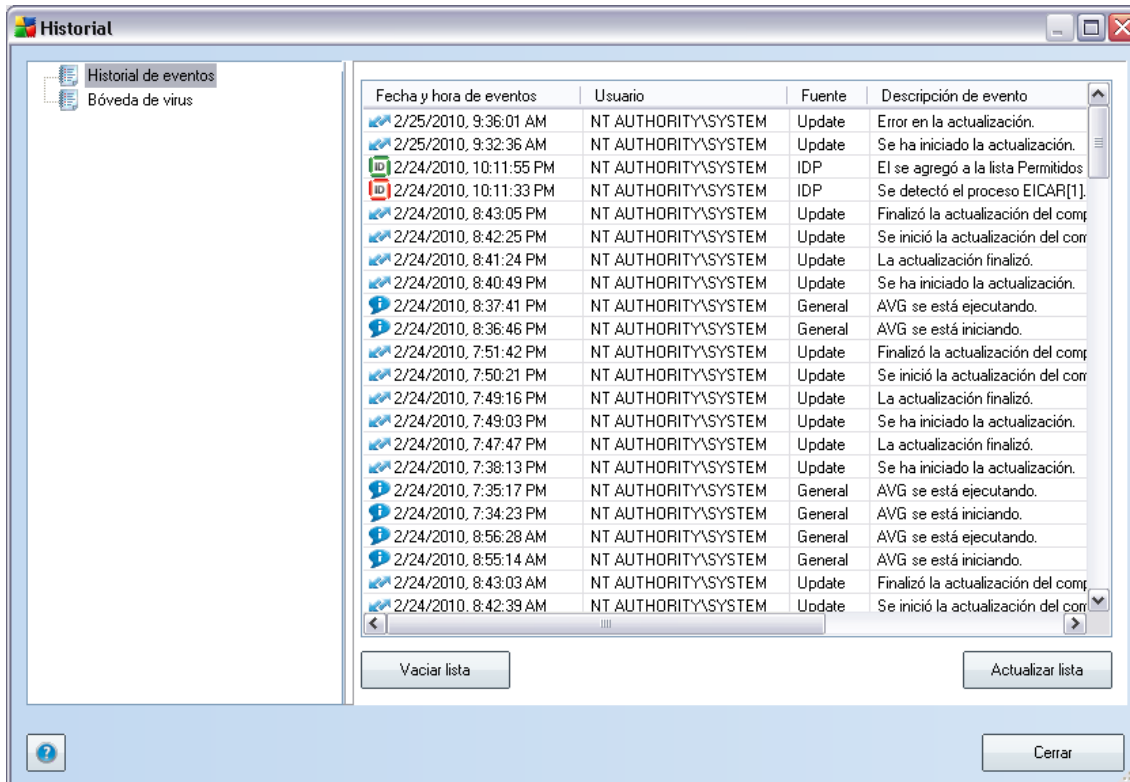 Historial
Historial de eventos
Bóveda de virus
Fecha y hora de eventos Usuario Fuente Descripción de evento
2/25/2010, 9:36:01 AM NT AUTHORITY\SYSTEM Update Error en la actualización.
2/25/2010, 9:32:36 AM NT AUTHORITY\SYSTEM Update Se ha iniciado la actualización.
ID 2/24/2010, 10:11:55 PM NT AUTHORITY\SYSTEM IDP El se agregó a la lista Permitidos
ID 2/24/2010, 10:11:33 PM NT AUTHORITY\SYSTEM IDP Se detectó el proceso EICAR[1].
2/24/2010, 8:43:05 PM NT AUTHORITY\SYSTEM Update Finalizó la actualización del comp
2/24/2010, 8:42:25 PM NT AUTHORITY\SYSTEM Update Se inició la actualización del com
2/24/2010, 8:41:24 PM NT AUTHORITY\SYSTEM Update La actualización finalizó.
2/24/2010, 8:40:49 PM NT AUTHORITY\SYSTEM Update Se ha iniciado la actualización.
2/24/2010, 8:37:41 PM NT AUTHORITY\SYSTEM General AVG se está ejecutando.
2/24/2010, 8:36:46 PM NT AUTHORITY\SYSTEM General AVG se está iniciando.
2/24/2010, 7:51:42 PM NT AUTHORITY\SYSTEM Update Finalizó la actualización del comp
2/24/2010, 7:50:21 PM NT AUTHORITY\SYSTEM Update Se inició la actualización del com
2/24/2010, 7:49:16 PM NT AUTHORITY\SYSTEM Update La actualización finalizó.
2/24/2010, 7:49:03 PM NT AUTHORITY\SYSTEM Update Se ha iniciado la actualización.
2/24/2010, 7:47:47 PM NT AUTHORITY\SYSTEM Update La actualización finalizó.
2/24/2010, 7:38:13 PM NT AUTHORITY\SYSTEM Update Se ha iniciado la actualización.
2/24/2010, 7:35:17 PM NT AUTHORITY\SYSTEM General AVG se está ejecutando.
2/24/2010, 7:34:23 PM NT AUTHORITY\SYSTEM General AVG se está iniciando.
2/24/2010, 8:56:28 AM NT AUTHORITY\SYSTEM General AVG se está ejecutando.
2/24/2010, 8:55:14 AM NT AUTHORITY\SYSTEM General AVG se está iniciando.
2/24/2010, 8:43:03 AM NT AUTHORITY\SYSTEM Update Finalizó la actualización del comp
2/24/2010, 8:42:39 AM NT AUTHORITY\SYSTEM Update Se inició la actualización del com
Vaciar lista Actualizar lista
Cerrar